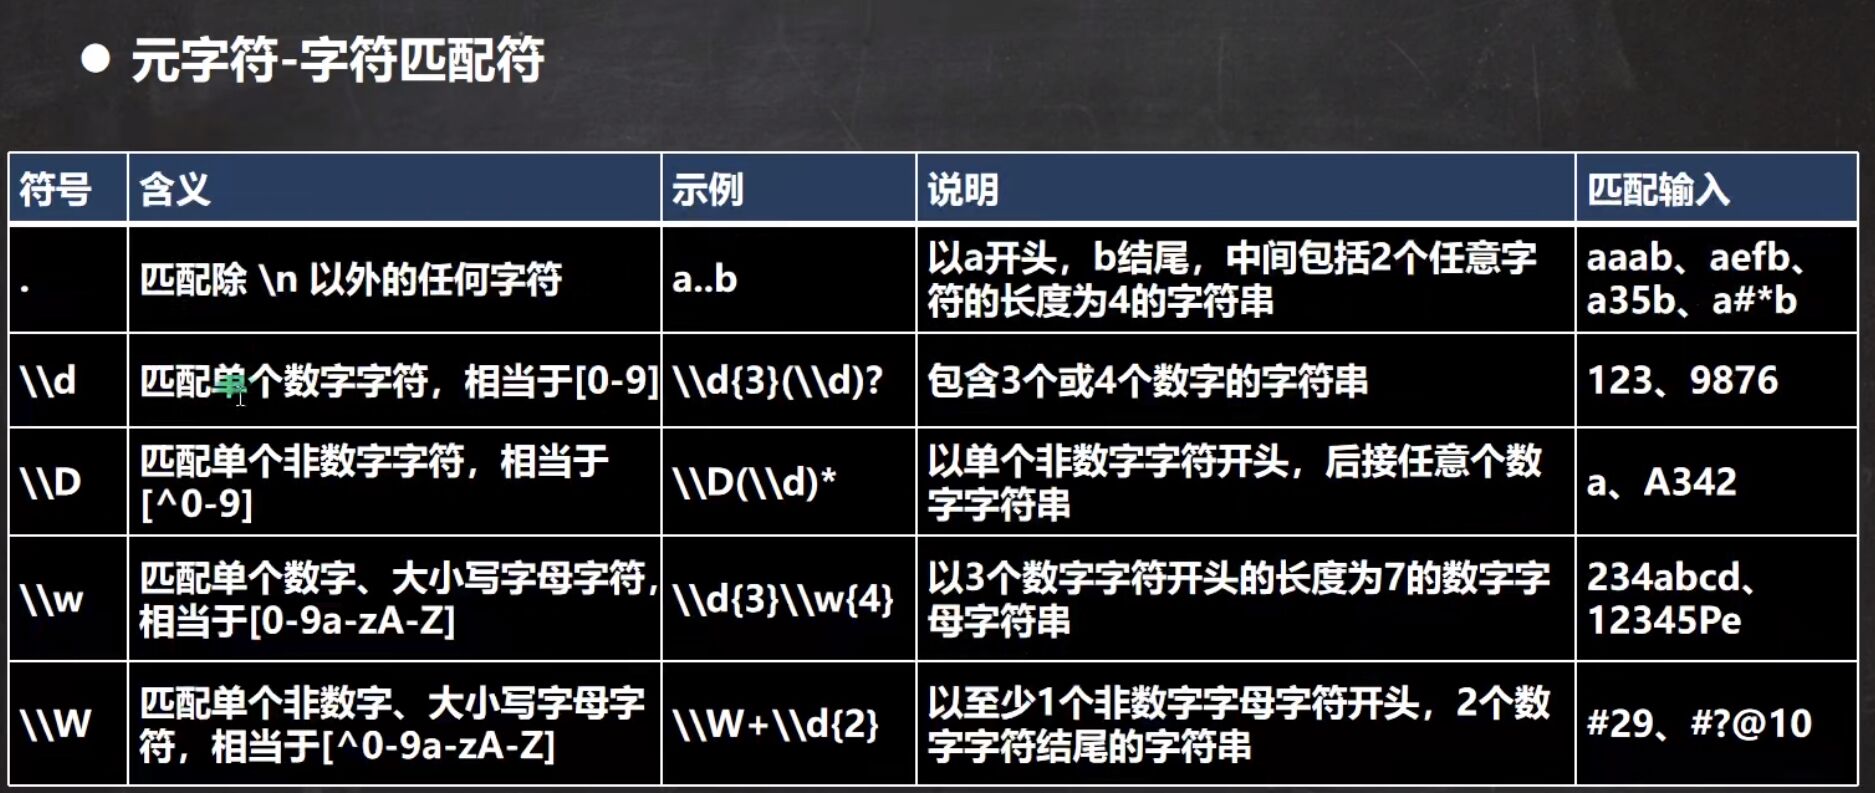 ● 元字符-字符匹配符
符号
含义
示例
说明
匹配输入
.
匹配除 \n 以外的任何字符
a..b
以a开头，b结尾，中间包括2个任意字
符的长度为4的字符串
aaab、aefb、
a35b、a#*b
\\d
匹配单个数字字符，相当于[0-9]
\\d{3}(\\d)?
包含3个或4个数字的字符串
123、9876
\\D
匹配单个非数字字符，相当于
[^0-9]
\\D(\\d)*
以单个非数字字符开头，后接任意个数
字字符串
a、A342
\\w
匹配单个数字、大小写字母字符，
相当于[0-9a-zA-Z]
\\d{3}\\w{4}
以3个数字字符开头的长度为7的数字字
母字符串
234abcd、
12345Pe
\\W
匹配单个非数字、大小写字母字
符，相当于[^0-9a-zA-Z]
\\W+\\d{2}
以至少1个非数字字母字符开头，2个数
字字符结尾的字符串
#29、#?@10